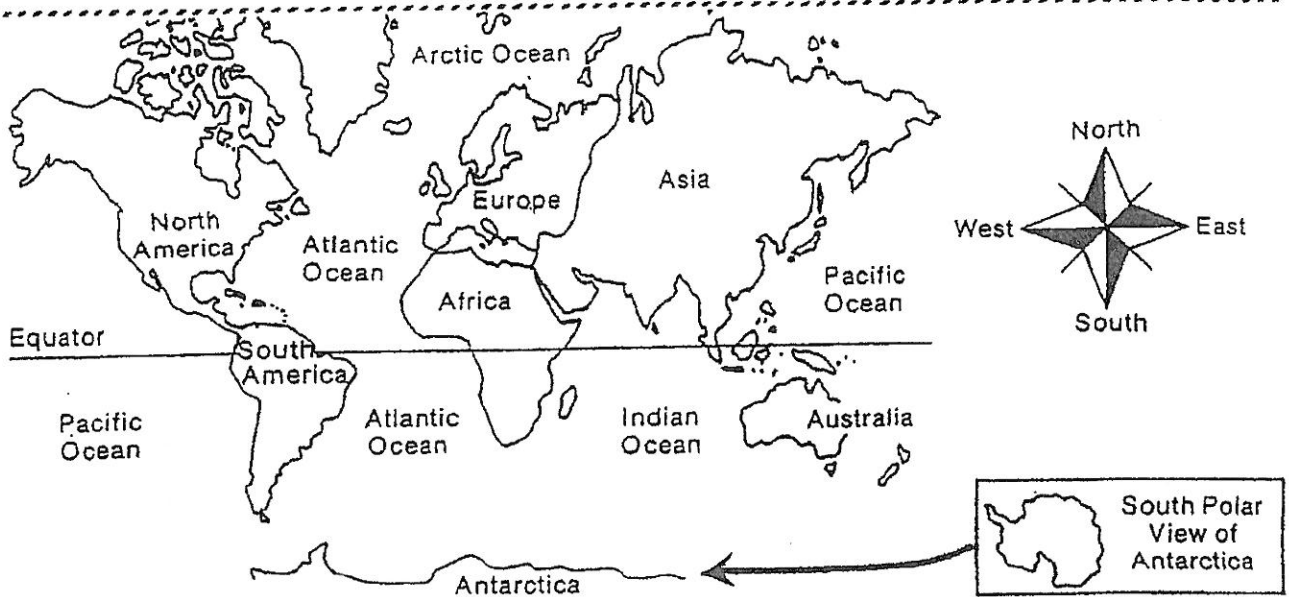 Arctic Ocean
North
America
Atlantic
Ocean
Europe
Asia
Africa
Pacific
Ocean
Equator
South
America
Pacific
Ocean
Atlantic
Ocean
Indian
Ocean
Australia
Antarctica
North
West
East
South
South Polar
View of
Antarctica